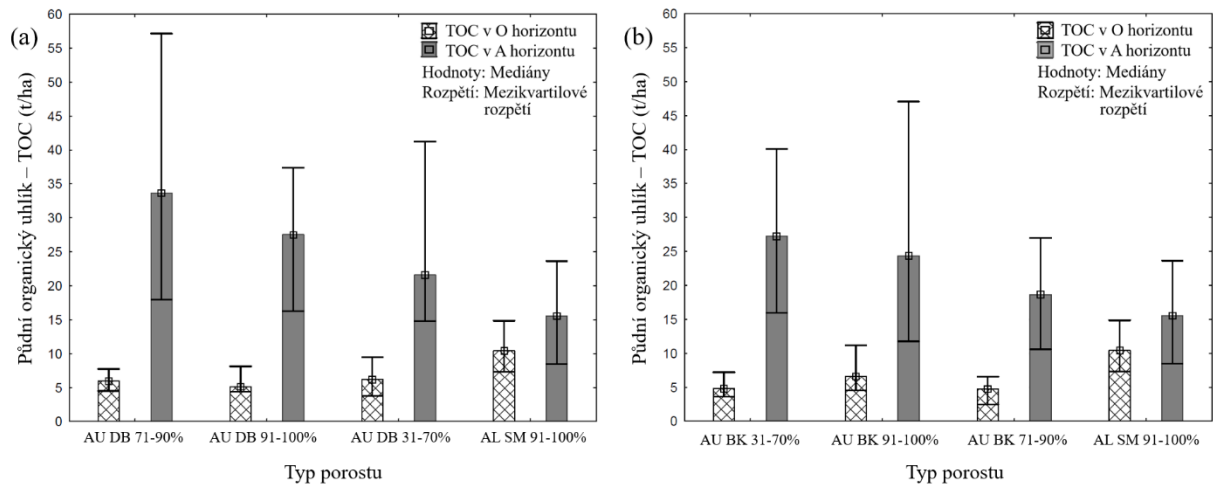 (a)
Půdní organický uhlík – TOC (t/ha)
60
55
50
45
40
35
30
25
20
15
10
5
0
TOC v O horizontu
TOC v A horizontu
Hodnoty: Mediány
Rozpětí: Mezikvartilové
rozpětí
AU DB 71-90% AU DB 91-100% AU DB 31-70% AL SM 91-100%
Typ porostu
(b)
Půdní organický uhlík – TOC (t/ha)
60
55
50
45
40
35
30
25
20
15
10
5
0
TOC v O horizontu
TOC v A horizontu
Hodnoty: Mediány
Rozpětí: Mezikvartilové
rozpětí
AU BK 31-70% AU BK 91-100% AU BK 71-90% AL SM 91-100%
Typ porostu